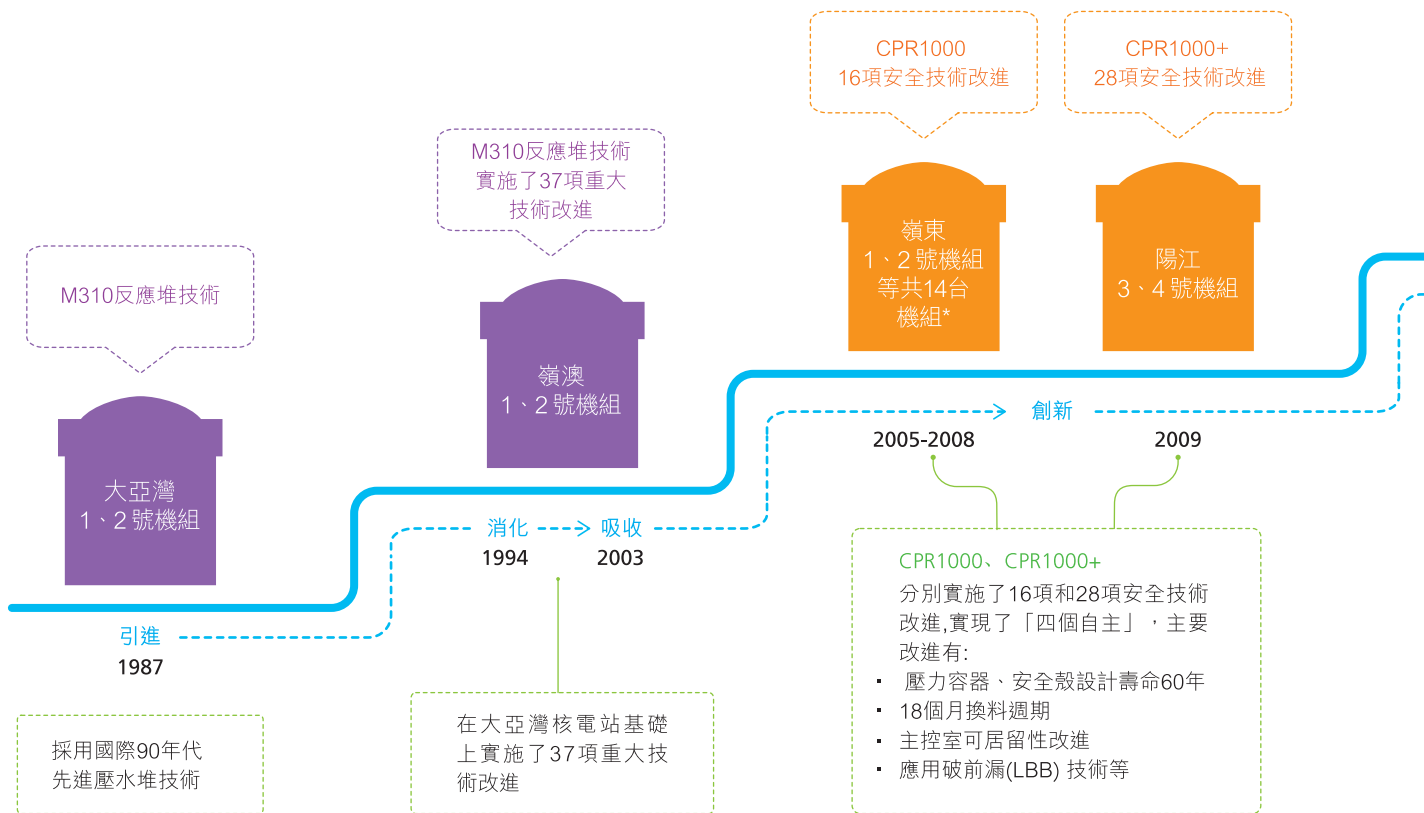 M310反應堆技術
大亞灣
1、2號機組
引進
1987
採用國際90年代
先進壓水堆技術
M310反應堆技術
實施了37項重大
技術改進
嶺澳
1、2號機組
消化
1994
吸收
2003
在大亞灣核電站基礎
上實施了37項重大技
術改進
CPR1000
16項安全技術改進
嶺東
1、2號機組
等共14台
機組*
2005-2008
創新
CPR1000+
28項安全技術改進
陽江
3、4號機組
2009
CPR1000、CPR1000+
分別實施了16項和28項安全技術
改進,實現了「四個自主」，主要
改進有:
▪ 壓力容器、安全殼設計壽命60年
▪ 18個月換料週期
▪ 主控室可居留性改進
▪ 應用破前漏(LBB) 技術等